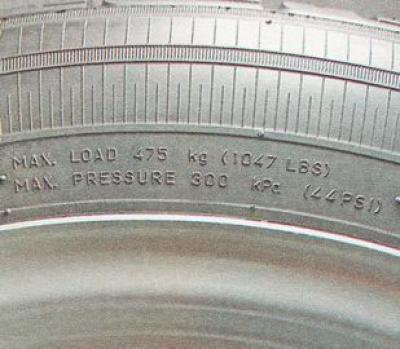 MAX. LOAD 475 kg (1047 LBS)
MAX. PRESSURE 300 kPa (44PSI)